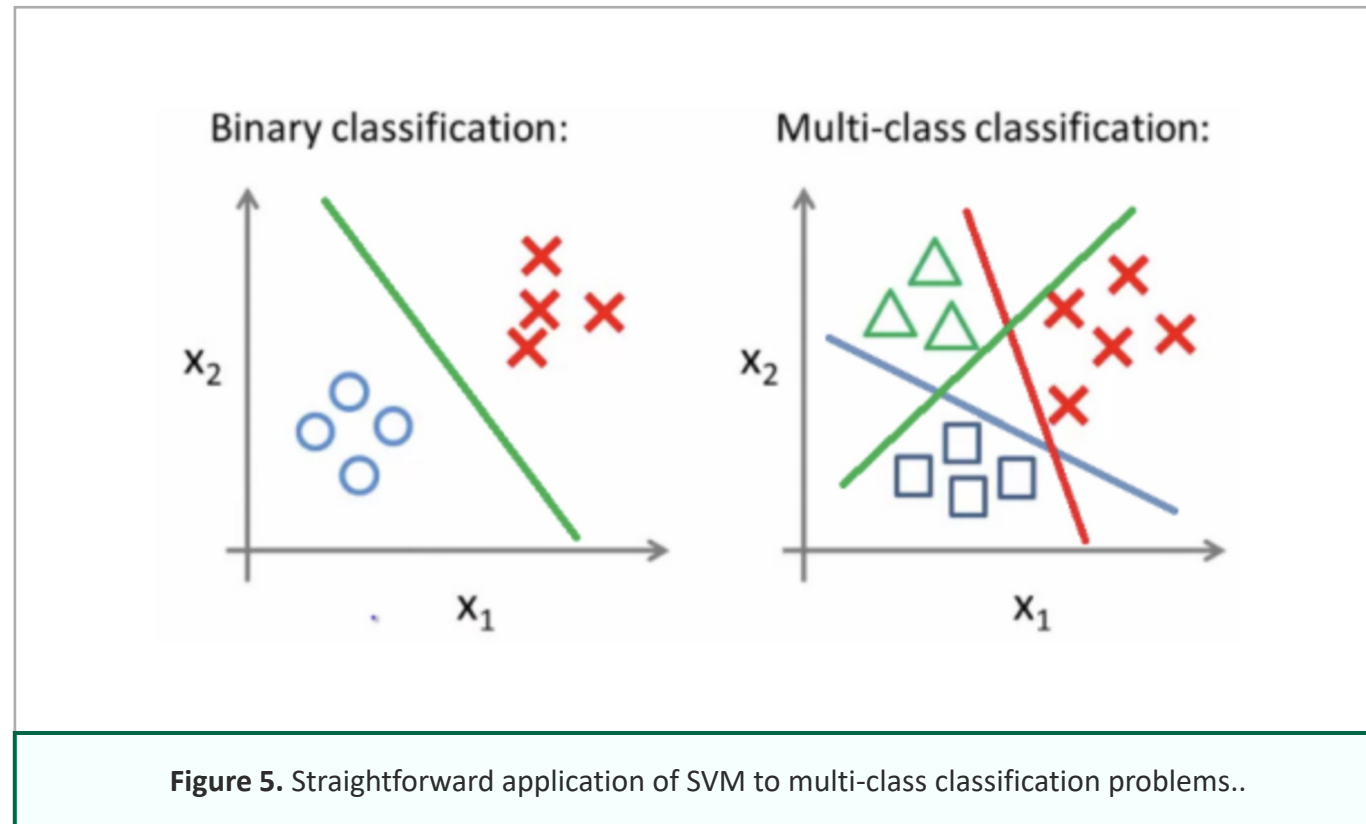 Binary classification:
Multi-class classification:
x₂
x₁
x₂
x₁
Figure 5. Straightforward application of SVM to multi-class classification problems..